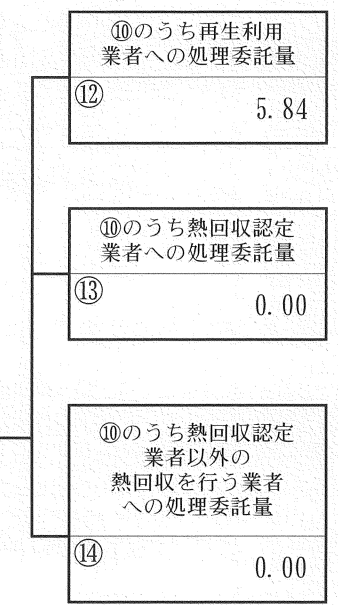 ⑩のうち再生利用
業者への処理委託量
⑫
5.84
⑩のうち熱回収認定
業者への処理委託量
⑬
0.00
⑩のうち熱回収認定
業者以外の
熱回収を行う業者
への処理委託量
⑭
0.00